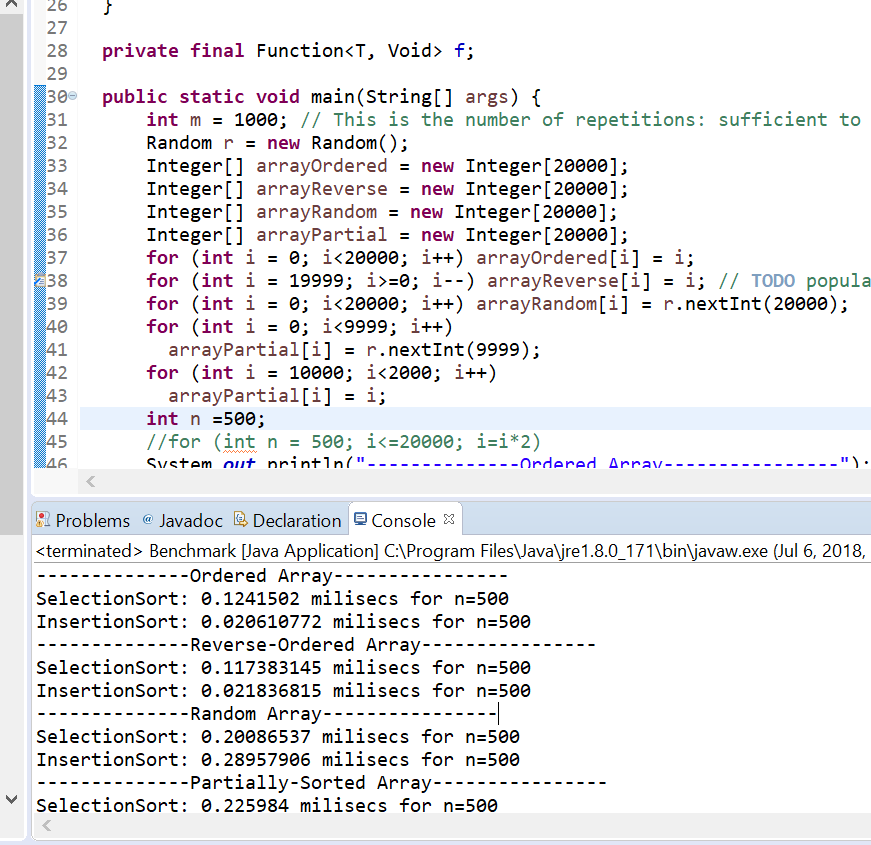 26 }
27
28 private final Function<T, Void> f;
29
30 public static void main(String[] args) {
31 int m = 1000; // This is the number of repetitions: sufficient to
32 Random r = new Random();
33 Integer[] arrayOrdered = new Integer[20000];
34 Integer[] arrayReverse = new Integer[20000];
35 Integer[] arrayRandom = new Integer[20000];
36 Integer[] arrayPartial = new Integer[20000];
37 for (int i = 0; i<20000; i++) arrayOrdered[i] = i;
38 for (int i = 19999; i>=0; i--) arrayReverse[i] = i; // TODO popula
39 for (int i = 0; i<20000; i++) arrayRandom[i] = r.nextInt(20000);
40 for (int i = 0; i<9999; i++)
41 arrayPartial[i] = r.nextInt(9999);
42 for (int i = 10000; i<2000; i++)
43 arrayPartial[i] = i;
44 int n =500;
45 //for (int n = 500; i<=20000; i=i*2)
46 System.out.println("--------------Ordered Array----------------");
Problems @ Javadoc Declaration Console
<terminated> Benchmark [Java Application] C:\Program Files\Java\jre1.8.0_171\bin\javaw.exe (Jul 6, 2018,
--------------Ordered Array----------------
SelectionSort: 0.1241502 milisecs for n=500
InsertionSort: 0.020610772 milisecs for n=500
--------------Reverse-Ordered Array----------------
SelectionSort: 0.117383145 milisecs for n=500
InsertionSort: 0.021836815 milisecs for n=500
--------------Random Array----------------
SelectionSort: 0.20086537 milisecs for n=500
InsertionSort: 0.28957906 milisecs for n=500
--------------Partially-Sorted Array----------------
SelectionSort: 0.225984 milisecs for n=500